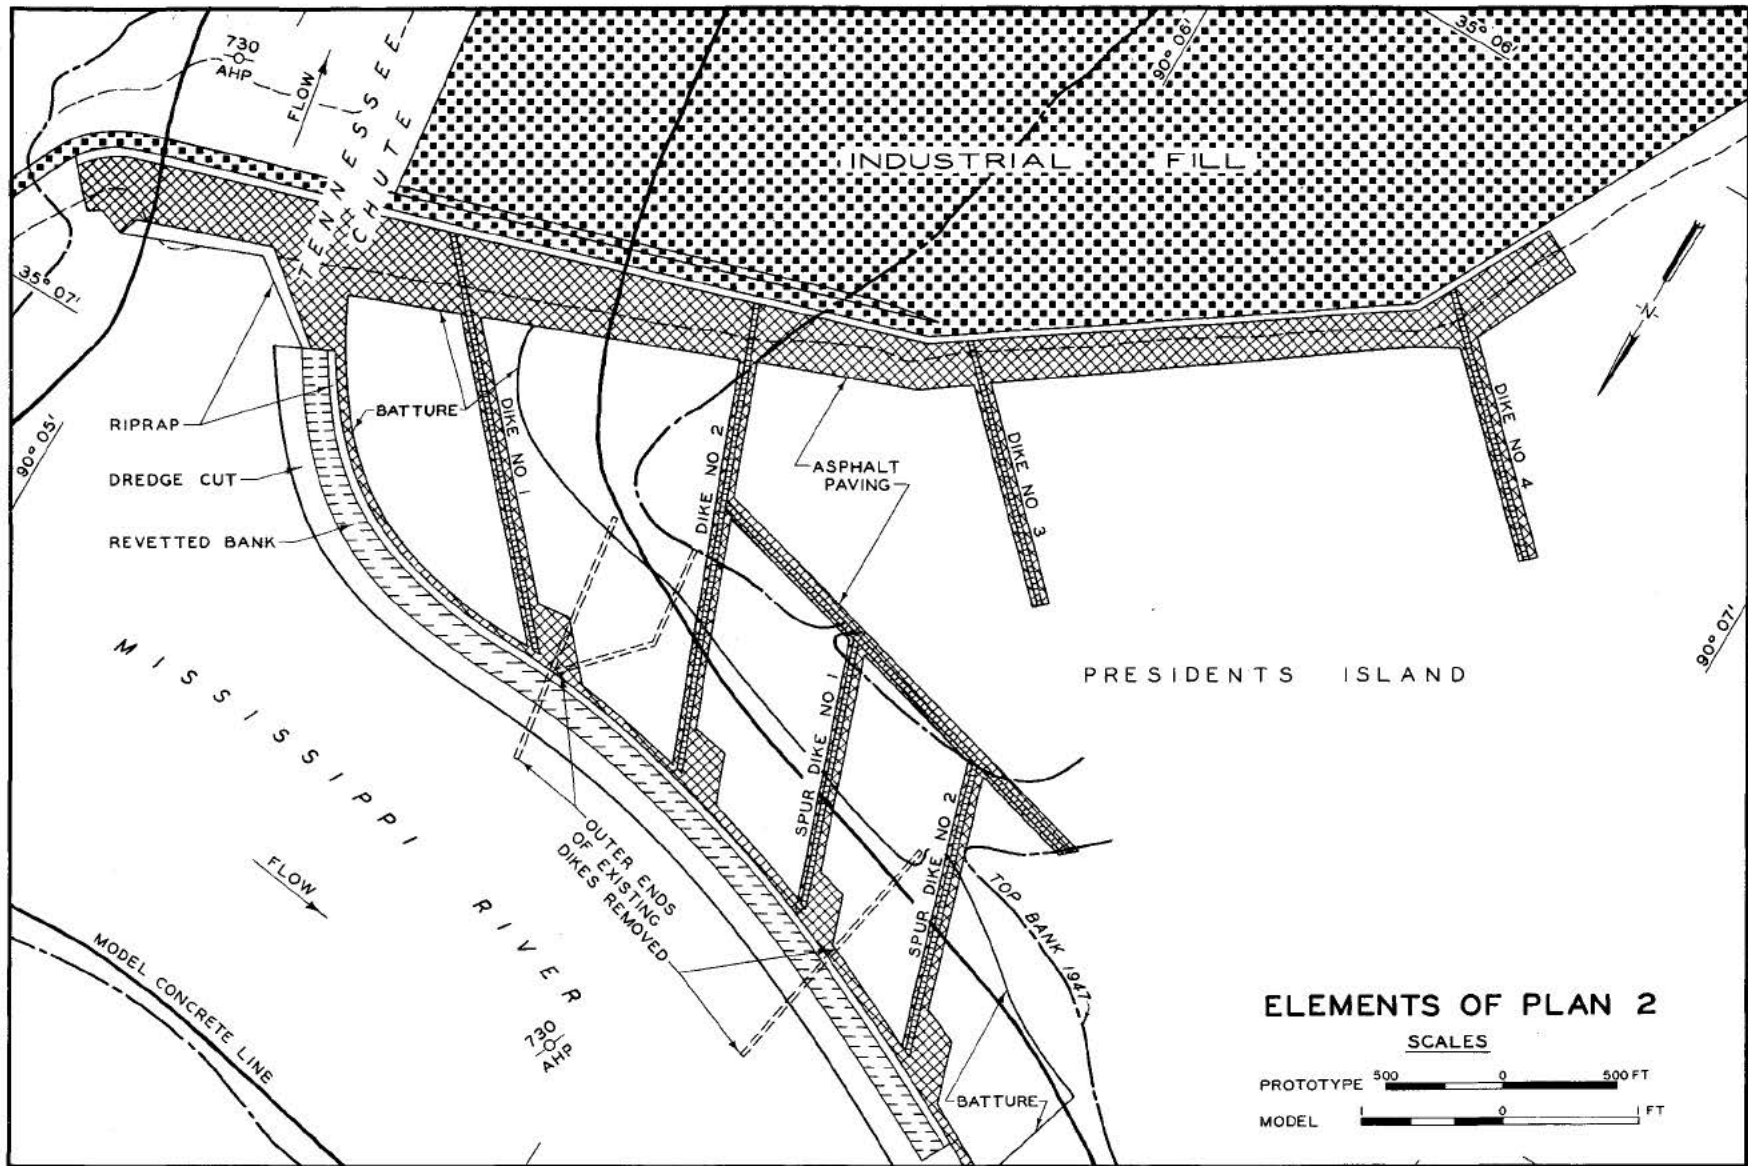 730
AHP
FLOW
TENNESSEE
CHUTE
90° 06'
35° 06'
INDUSTRIAL FILL
35° 07'
90° 05'
N
RIPRAP
BATTURE
DREDGE CUT
REVETTED BANK
DIKE NO 1
DIKE NO 2
ASPHALT
PAVING
DIKE NO 3
DIKE NO 4
90° 07'
PRESIDENTS ISLAND
MISSISSIPPI RIVER
SPUR DIKE NO 1
SPUR DIKE NO 2
OUTER ENDS
OF EXISTING
DIKES REMOVED
FLOW
TOP BANK 1947
MODEL CONCRETE LINE
730
AHP
BATTURE
ELEMENTS OF PLAN 2
SCALES
PROTOTYPE 500 0 500 FT
MODEL 1 0 1 FT